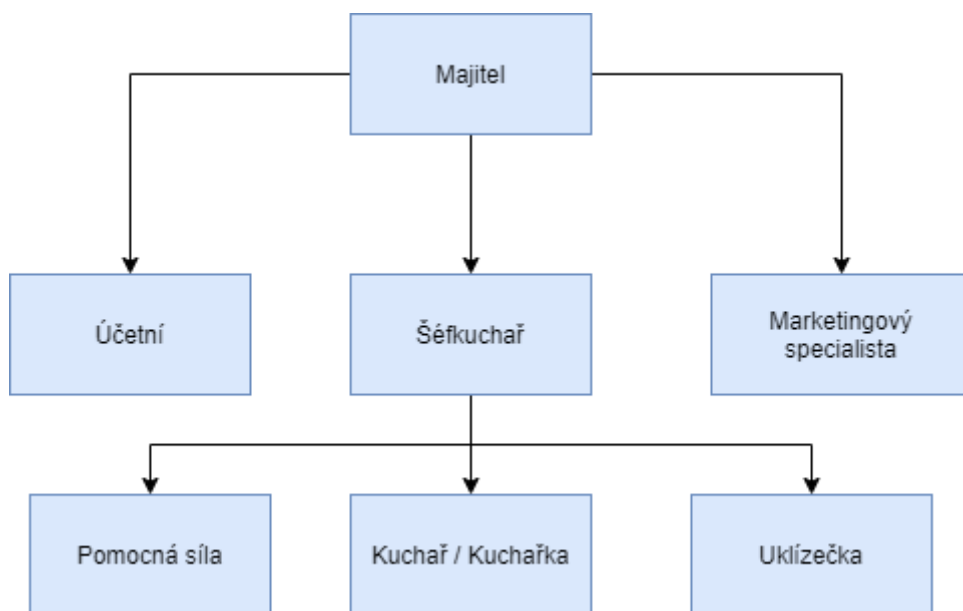 Majitel
Účetní
Šéfkuchař
Marketingový
specialista
Pomocná síla
Kuchař / Kuchařka
Uklízečka